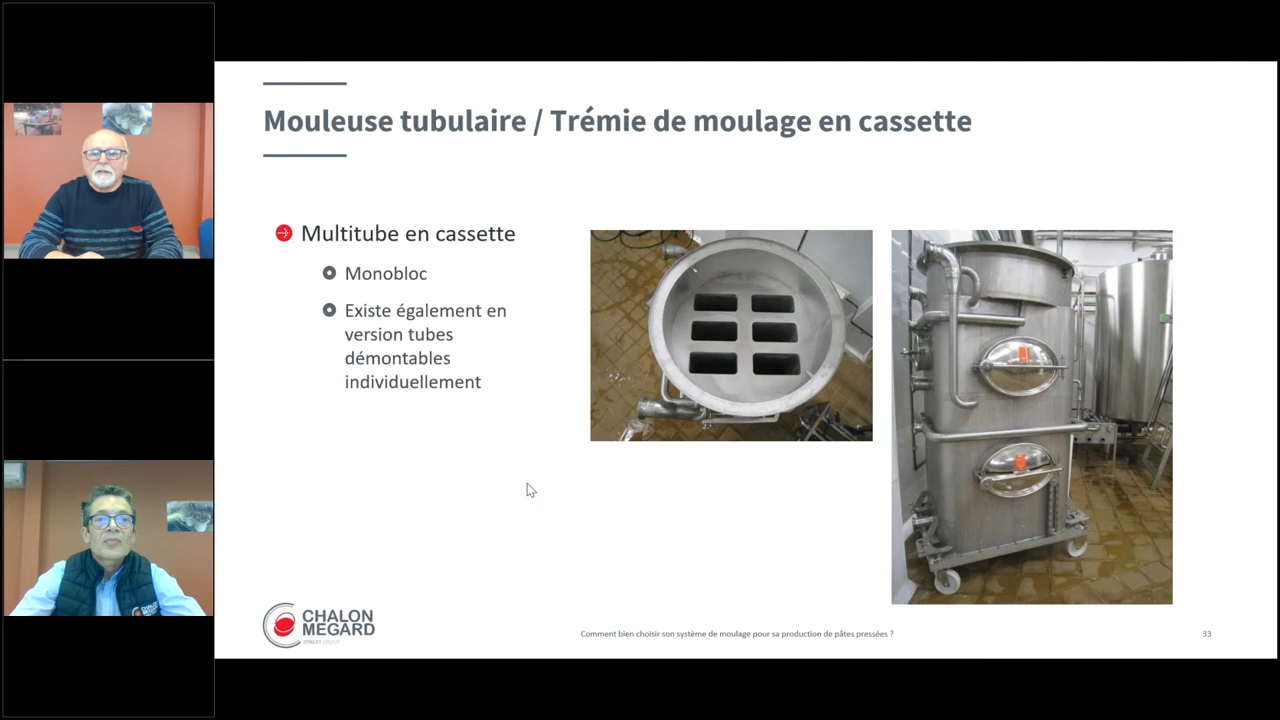 Mouleuse tubulaire / Trémie de moulage en cassette
Multitube en cassette
Monobloc
Existe également en
version tubes
démontables
individuellement
CHALON
MEGARD
Comment bien choisir son système de moulage pour sa production de pâtes pressées ?
33
CHALON